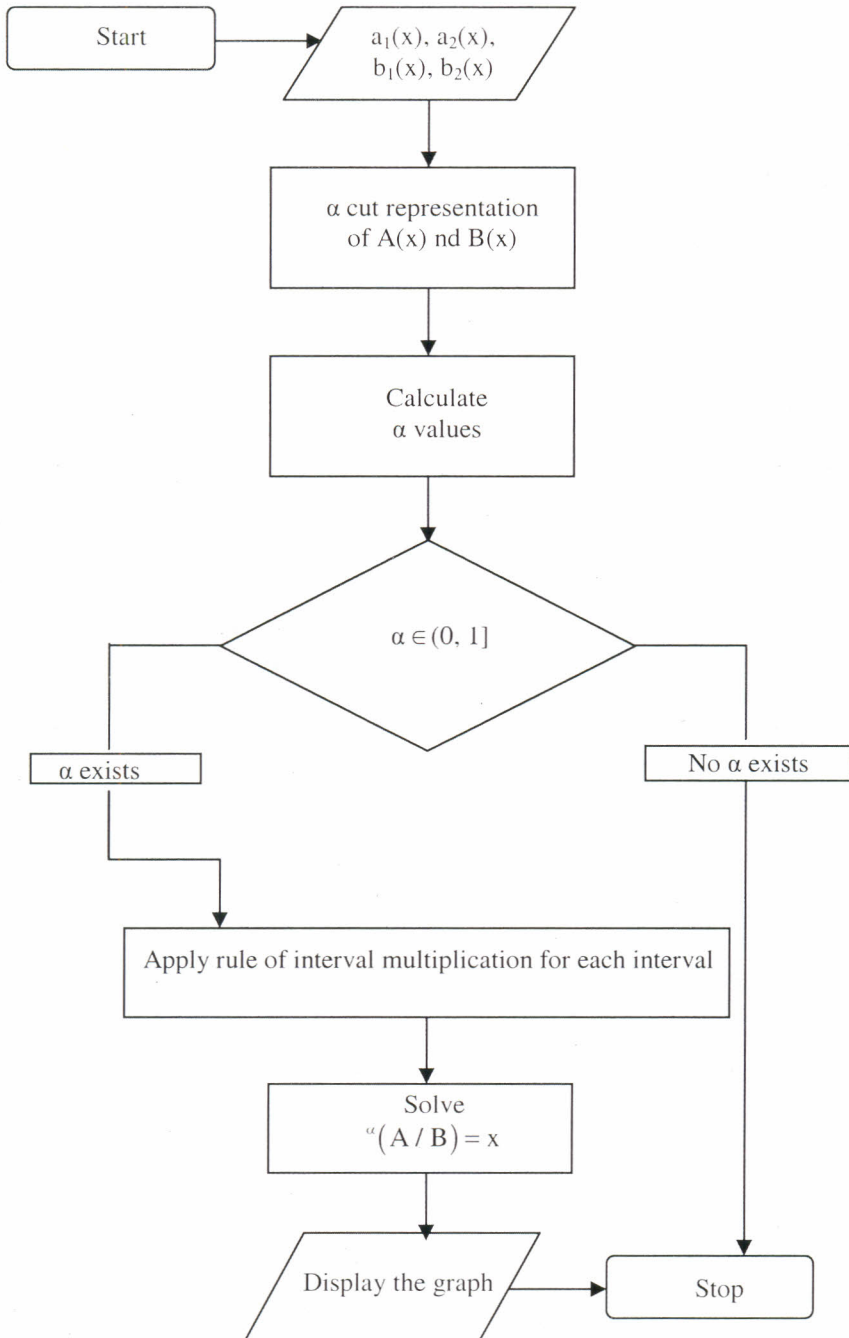 Start
a₁(x), a₂(x),
b₁(x), b₂(x)
α cut representation
of A(x) nd B(x)
Calculate
α values
α ∈ (0, 1]
α exists
No α exists
Apply rule of interval multiplication for each interval
Solve
ᵅ(A / B) = x
Display the graph
Stop